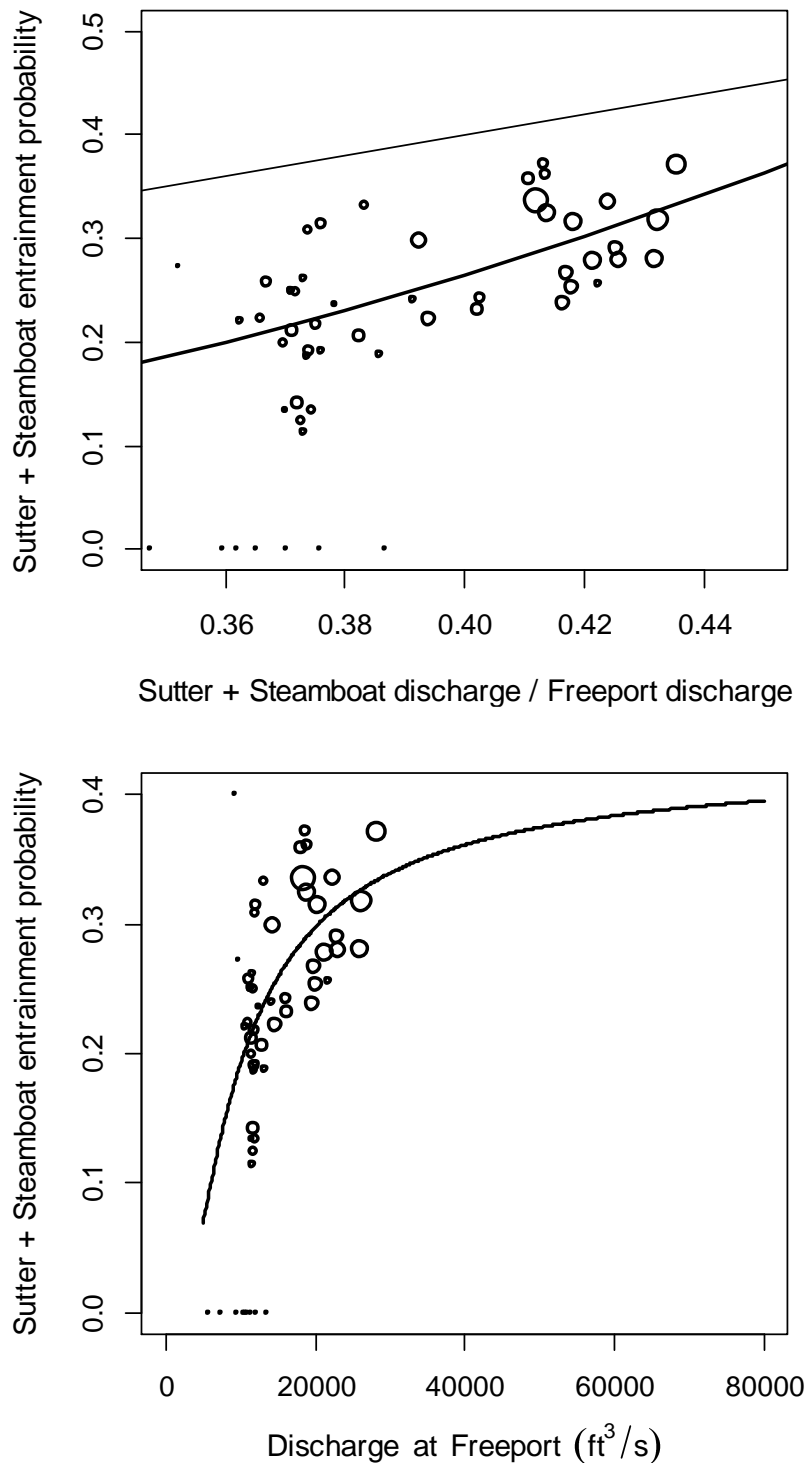 Sutter + Steamboat entrainment probability
0.5
0.4
0.3
0.2
0.1
0.0
0.36 0.38 0.40 0.42 0.44
Sutter + Steamboat discharge / Freeport discharge
Sutter + Steamboat entrainment probability
0.4
0.3
0.2
0.1
0.0
0 20000 40000 60000 80000
Discharge at Freeport (ft³/s)